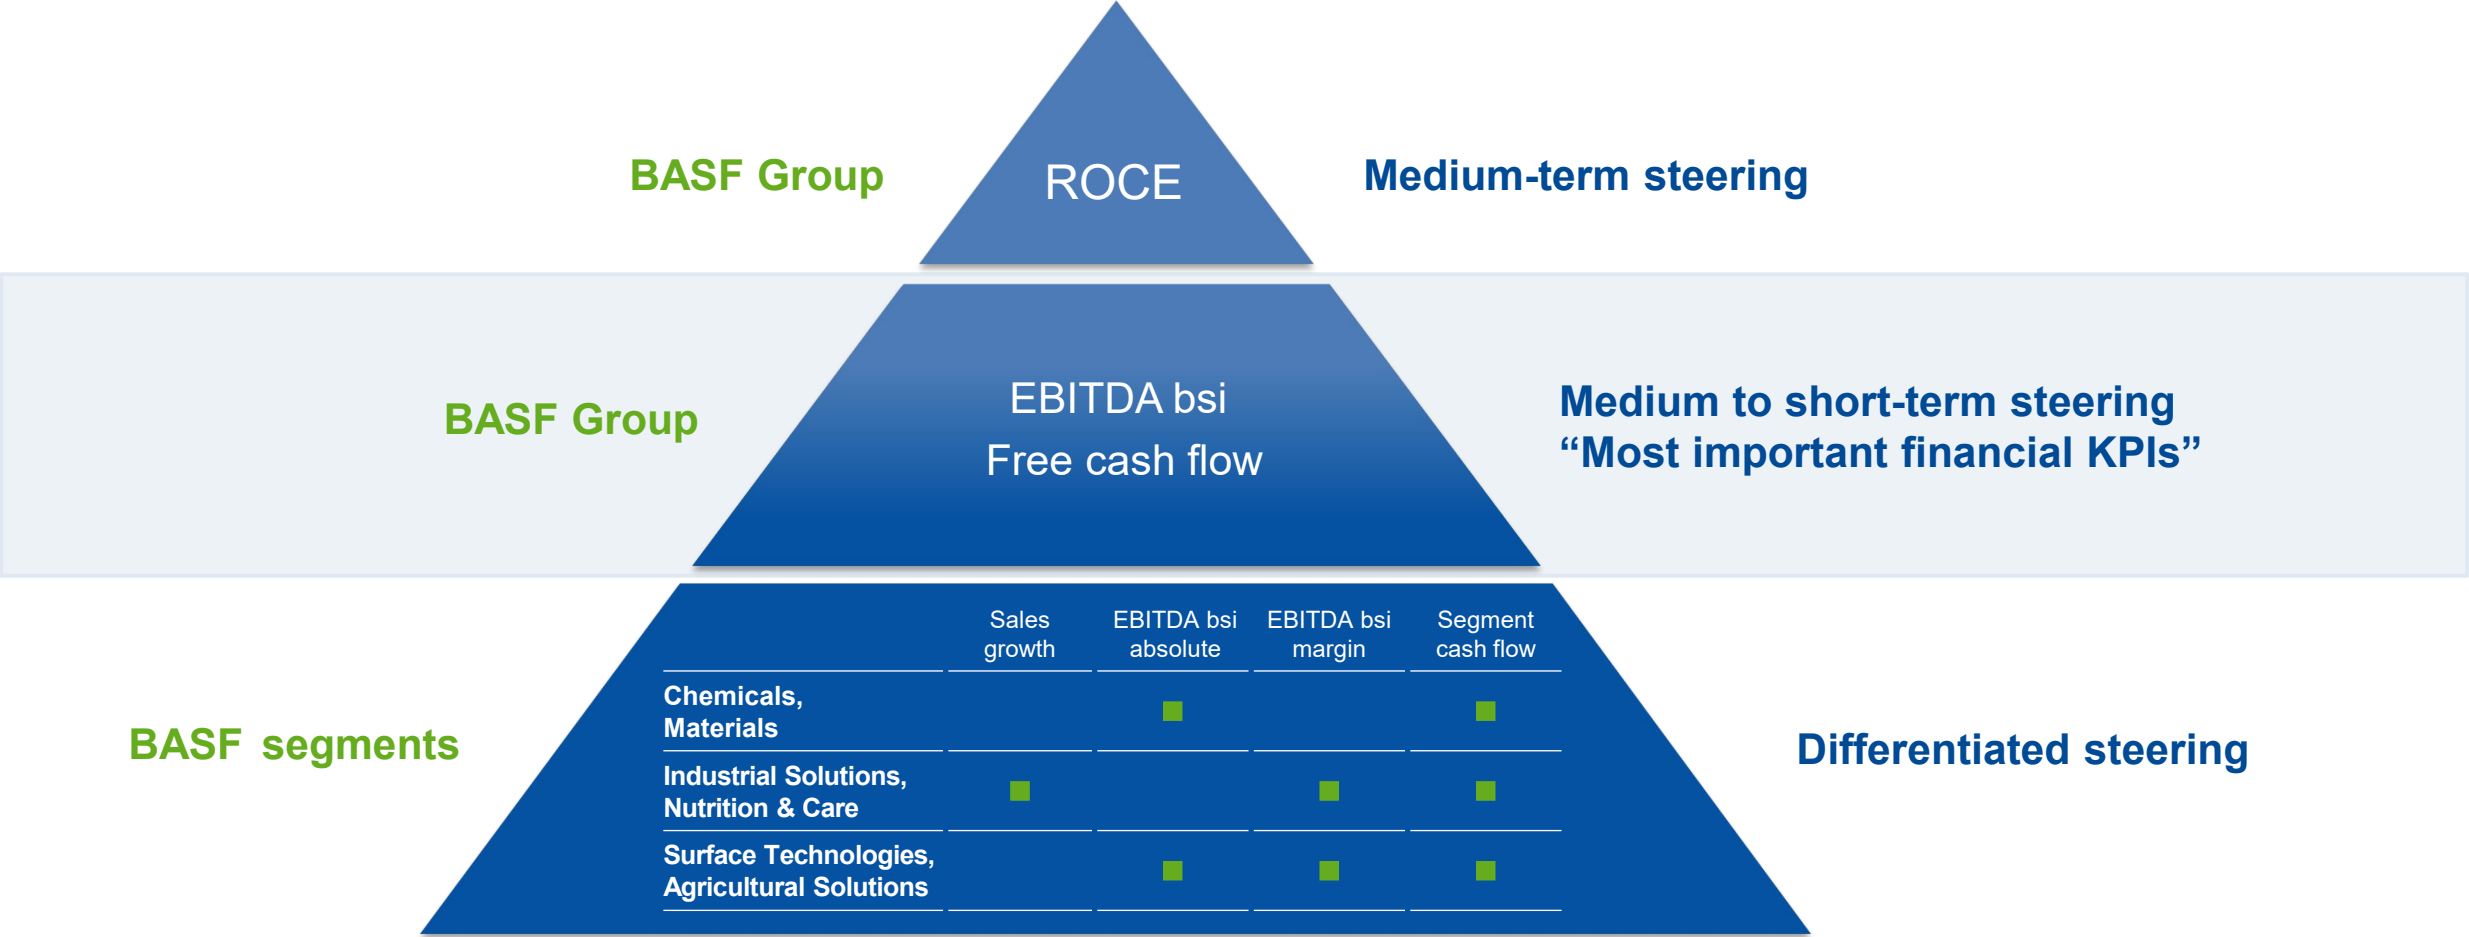 BASF Group
ROCE
Medium-term steering
BASF Group
EBITDA bsi
Free cash flow
Medium to short-term steering
“Most important financial KPIs”
BASF segments
Sales
growth
EBITDA bsi
absolute
EBITDA bsi
margin
Segment
cash flow
Chemicals,
Materials
Industrial Solutions,
Nutrition & Care
Surface Technologies,
Agricultural Solutions
Differentiated steering